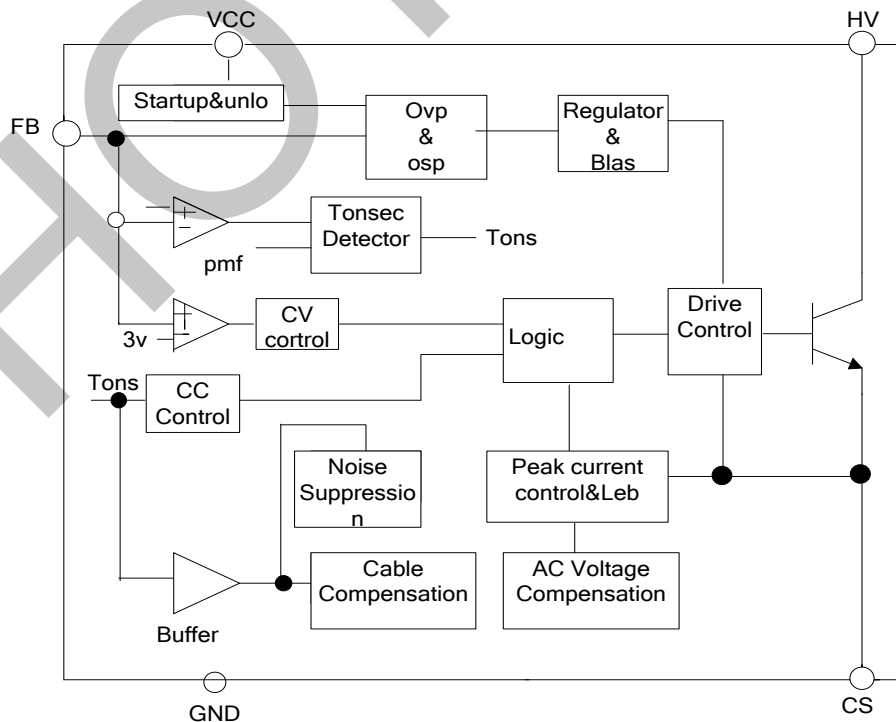 VCC
HV
Startup&unlo
FB
Ovp
&
osp
Regulator
&
Blas
Tonsec
Detector
Tons
pmf
3v
CV
cortrol
Logic
Drive
Control
Tons
CC
Control
Noise
Suppressio
n
Peak current
control&Leb
Cable
Compensation
AC Voltage
Compensation
Buffer
GND
CS